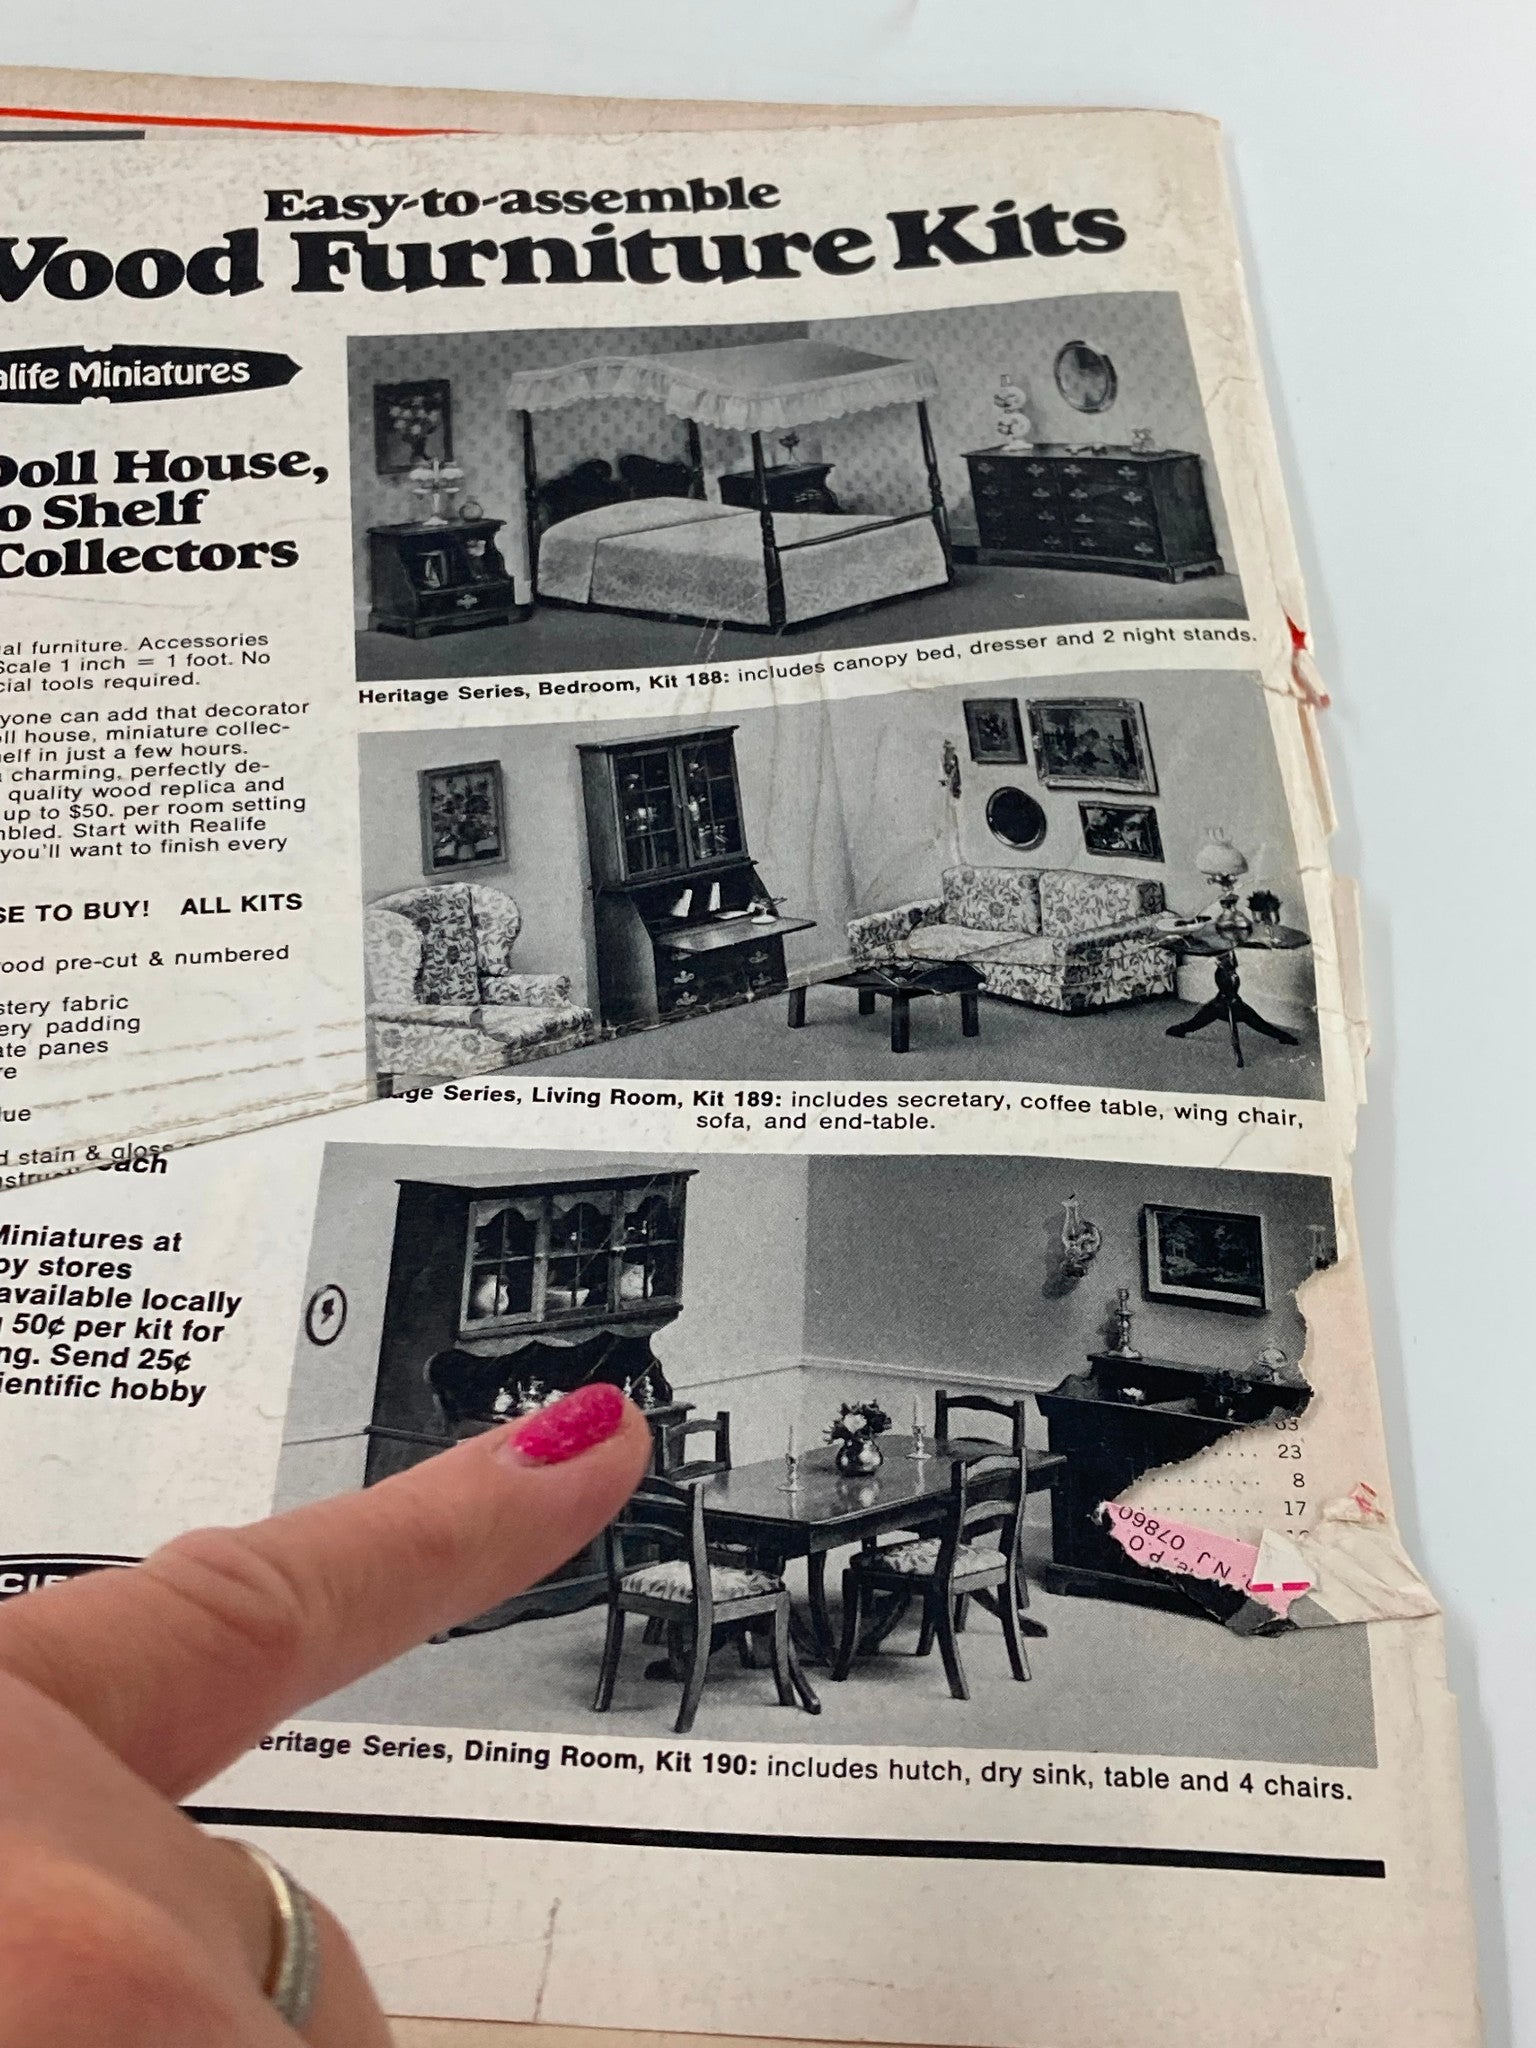 Easy-to-assemble
Wood Furniture Kits
alife Miniatures
Doll House,
o Shelf
Collectors
al furniture. Accessories
Scale 1 inch = 1 foot. No
cial tools required.
yone can add that decorator
ll house, miniature collec-
elf in just a few hours.
charming, perfectly de-
quality wood replica and
up to $50. per room setting
mbled. Start with Realife
you'll want to finish every
SE TO BUY! ALL KITS
ood pre-cut & numbered
stery fabric
ery padding
ate panes
re
lue
d stain & gloss
nstru
each
Miniatures at
by stores
available locally
50¢ per kit for
ng. Send 25¢
ientific hobby
CIE
Heritage Series, Bedroom, Kit 188: includes canopy bed, dresser and 2 night stands.
age Series, Living Room, Kit 189: includes secretary, coffee table, wing chair,
sofa, and end-table.
63
23
8
17
N.J. 07860
P.O.
eritage Series, Dining Room, Kit 190: includes hutch, dry sink, table and 4 chairs.